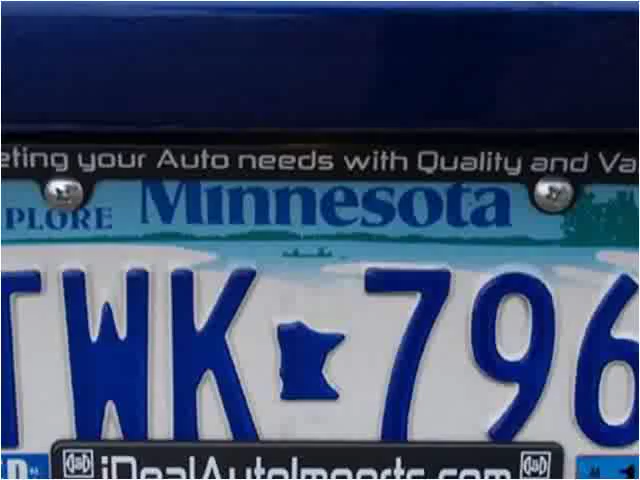 eting your Auto needs with Quality and Va
PLORE Minnesota
TWK 796
iDealAutoImports.com